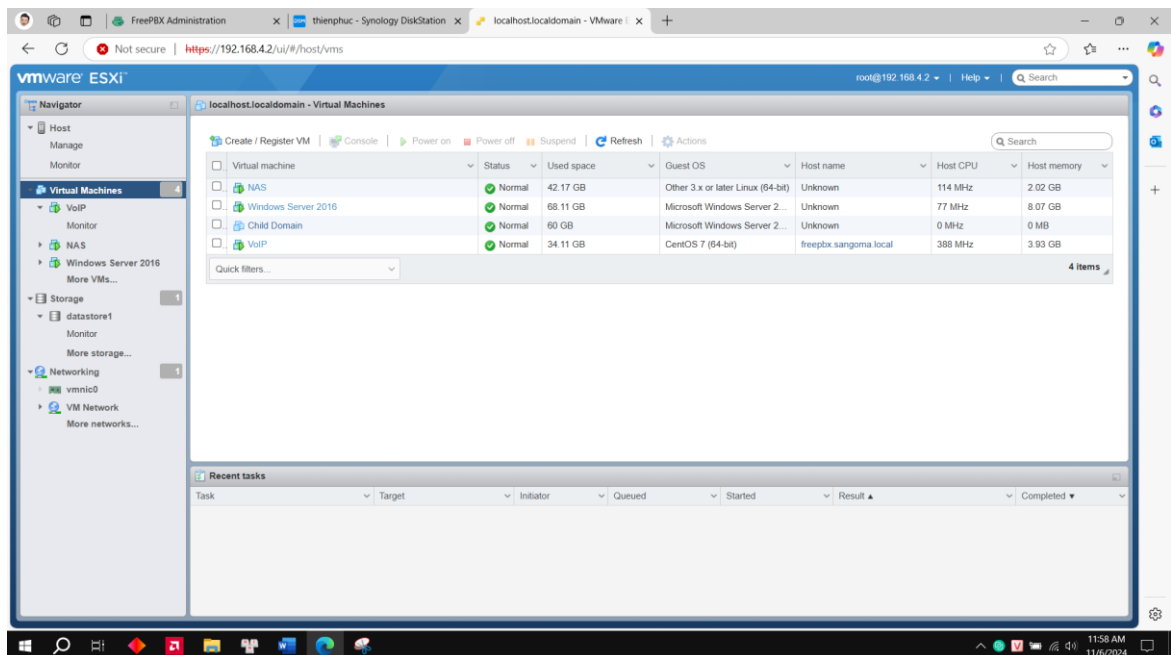 FreePBX Administration
thienphuc - Synology DiskStation
localhost.localdomain - VMware
Not secure | https://192.168.4.2/ui/#/host/vms
vmware ESXi
root@192.168.4.2 | Help | Search
Navigator
localhost.localdomain - Virtual Machines
Host
Manage
Monitor
Virtual Machines 4
VoIP
Monitor
NAS
Windows Server 2016
More VMs...
Storage 1
datastore1
Monitor
More storage...
Networking 1
vmnic0
VM Network
More networks...
Create / Register VM | Console | Power on Power off Suspend | Refresh | Actions
Search
Virtual machine Status Used space Guest OS Host name Host CPU Host memory
NAS Normal 42.17 GB Other 3.x or later Linux (64-bit) Unknown 114 MHz 2.02 GB
Windows Server 2016 Normal 68.11 GB Microsoft Windows Server 2... Unknown 77 MHz 8.07 GB
Child Domain Normal 60 GB Microsoft Windows Server 2... Unknown 0 MHz 0 MB
VoIP Normal 34.11 GB CentOS 7 (64-bit) freepbx.sangoma.local 388 MHz 3.93 GB
Quick filters...
4 items
Recent tasks
Task Target Initiator Queued Started Result Completed
11:58 AM
11/6/2024